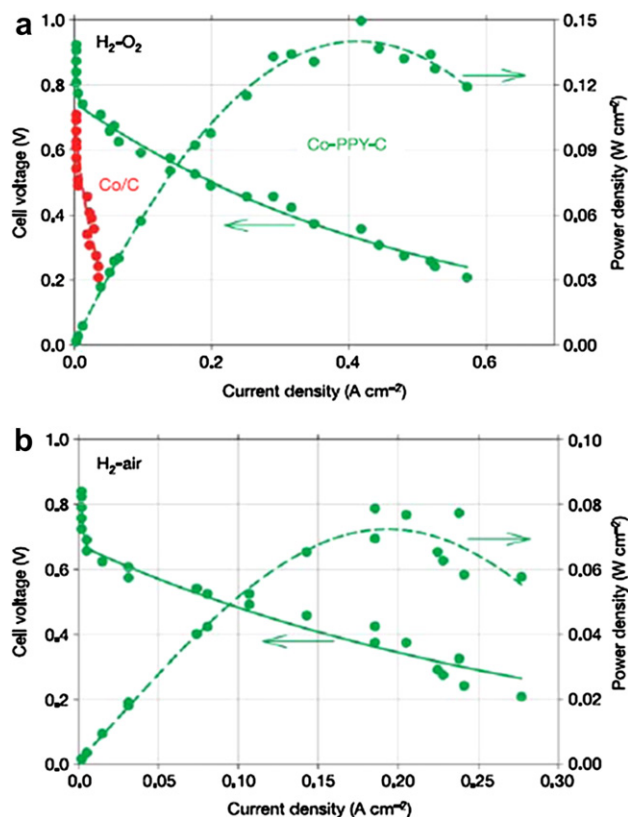 a
H₂-O₂
1.0
0.8
0.6
0.4
0.2
0.0
Cell voltage (V)
Co/C
Co-PPY-C
0.15
0.12
0.09
0.06
0.03
0.00
Power density (W cm⁻²)
0.0 0.2 0.4 0.6
Current density (A cm⁻²)
b
H₂-air
1.0
0.8
0.6
0.4
0.2
0.0
Cell voltage (V)
0.10
0.08
0.06
0.04
0.02
0.00
Power density (W cm⁻²)
0.0 0.05 0.10 0.15 0.20 0.25 0.30
Current density (A cm⁻²)